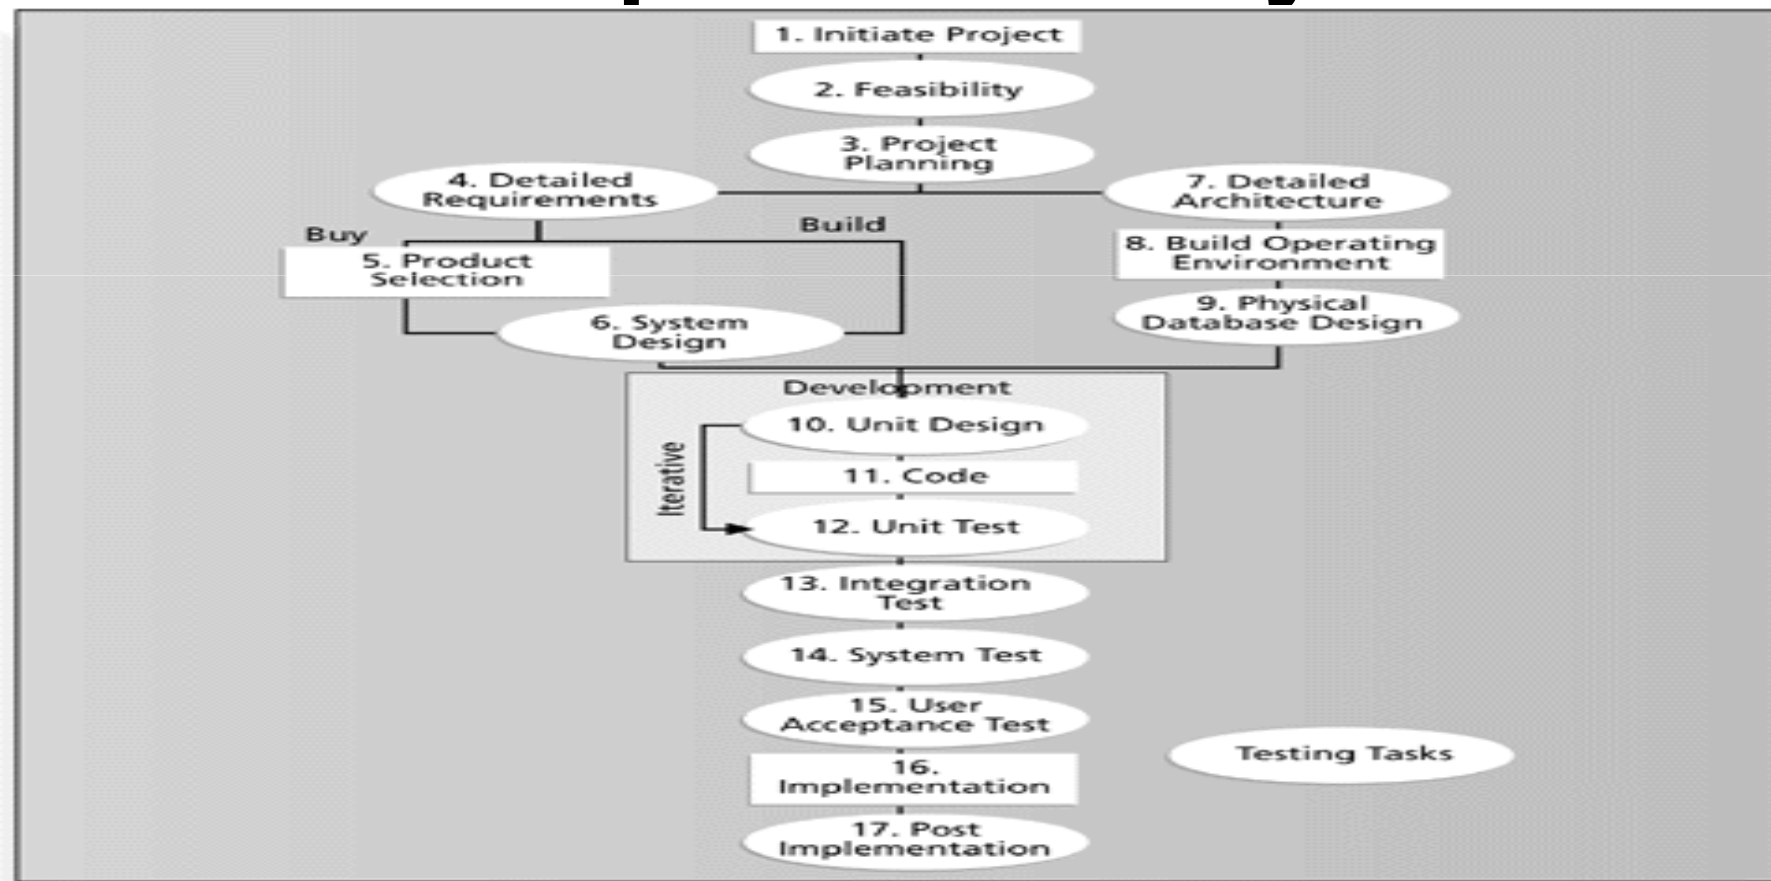 1. Initiate Project
2. Feasibility
3. Project
Planning
4. Detailed
Requirements
7. Detailed
Architecture
Buy
Build
5. Product
Selection
8. Build Operating
Environment
6. System
Design
9. Physical
Database Design
Development
Iterative
10. Unit Design
11. Code
12. Unit Test
13. Integration
Test
14. System Test
15. User
Acceptance Test
16.
Implementation
17. Post
Implementation
Testing Tasks